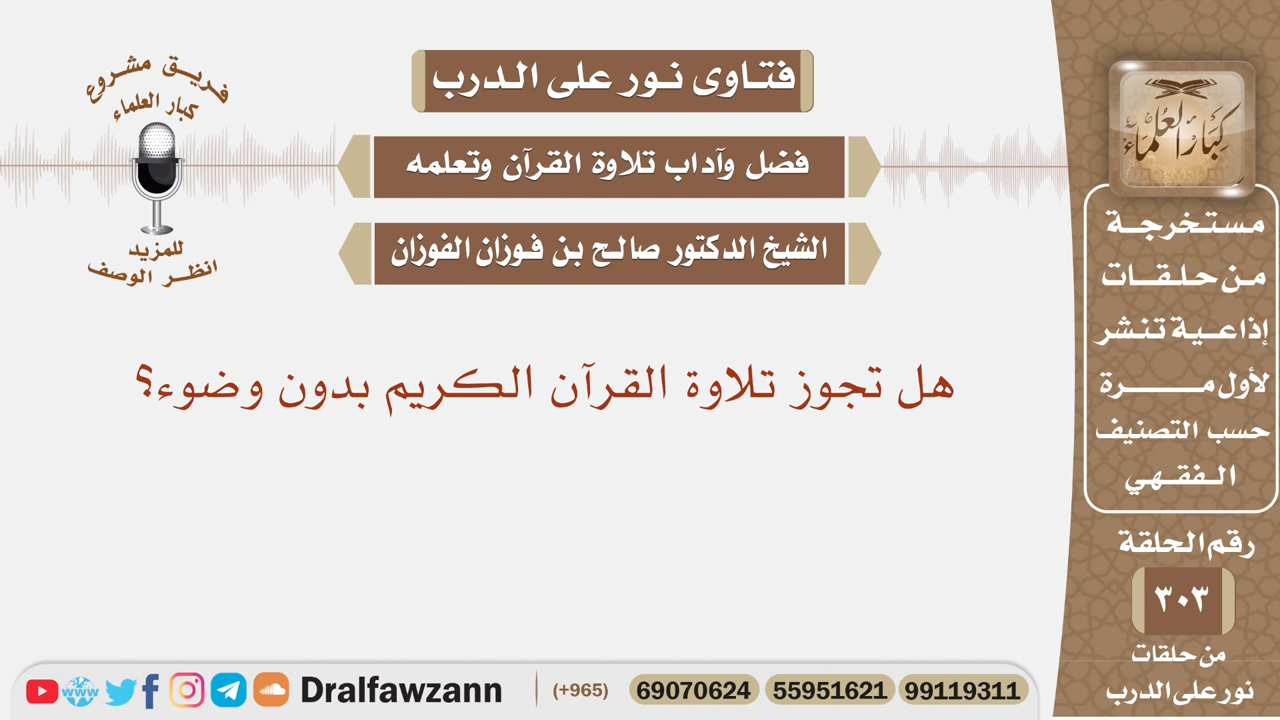 فتاوى نور على الدرب
فضل وآداب تلاوة القرآن وتعلمه
الشيخ الدكتور صالح بن فوزان الفوزان
هل تجوز تلاوة القرآن الكريم بدون وضوء؟
فريق مشروع
كبار العلماء
للمزيد
انظر الوصف
كبار العلماء
مستخرجة
من حلقات
إذاعية تنشر
لأول مرة
حسب التصنيف
الفقهي
رقم الحلقة
٣٠٣
من حلقات
نور على الدرب
www Dralfawzann (+965) 69070624 55951621 99119311